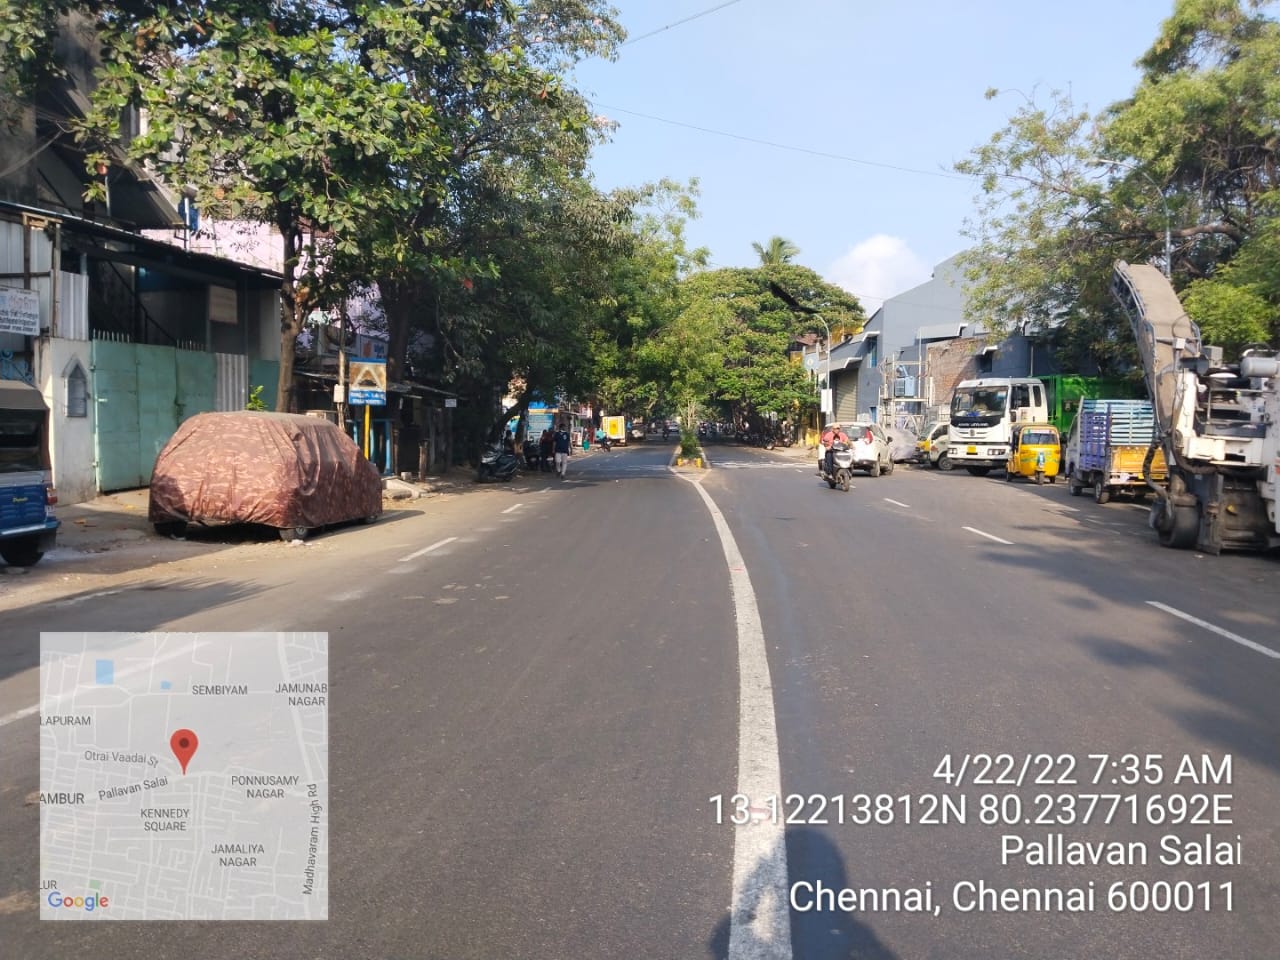 SEMBIYAM
JAMUNAB
NAGAR
LAPURAM
Otrai Vaadai St
Pallavan Salai
AMBUR
PONNUSAMY
NAGAR
KENNEDY
SQUARE
JAMALIYA
NAGAR
Madhavaram High Rd
LUR
Google
4/22/22 7:35 AM
13.12213812N 80.23771692E
Pallavan Salai
Chennai, Chennai 600011